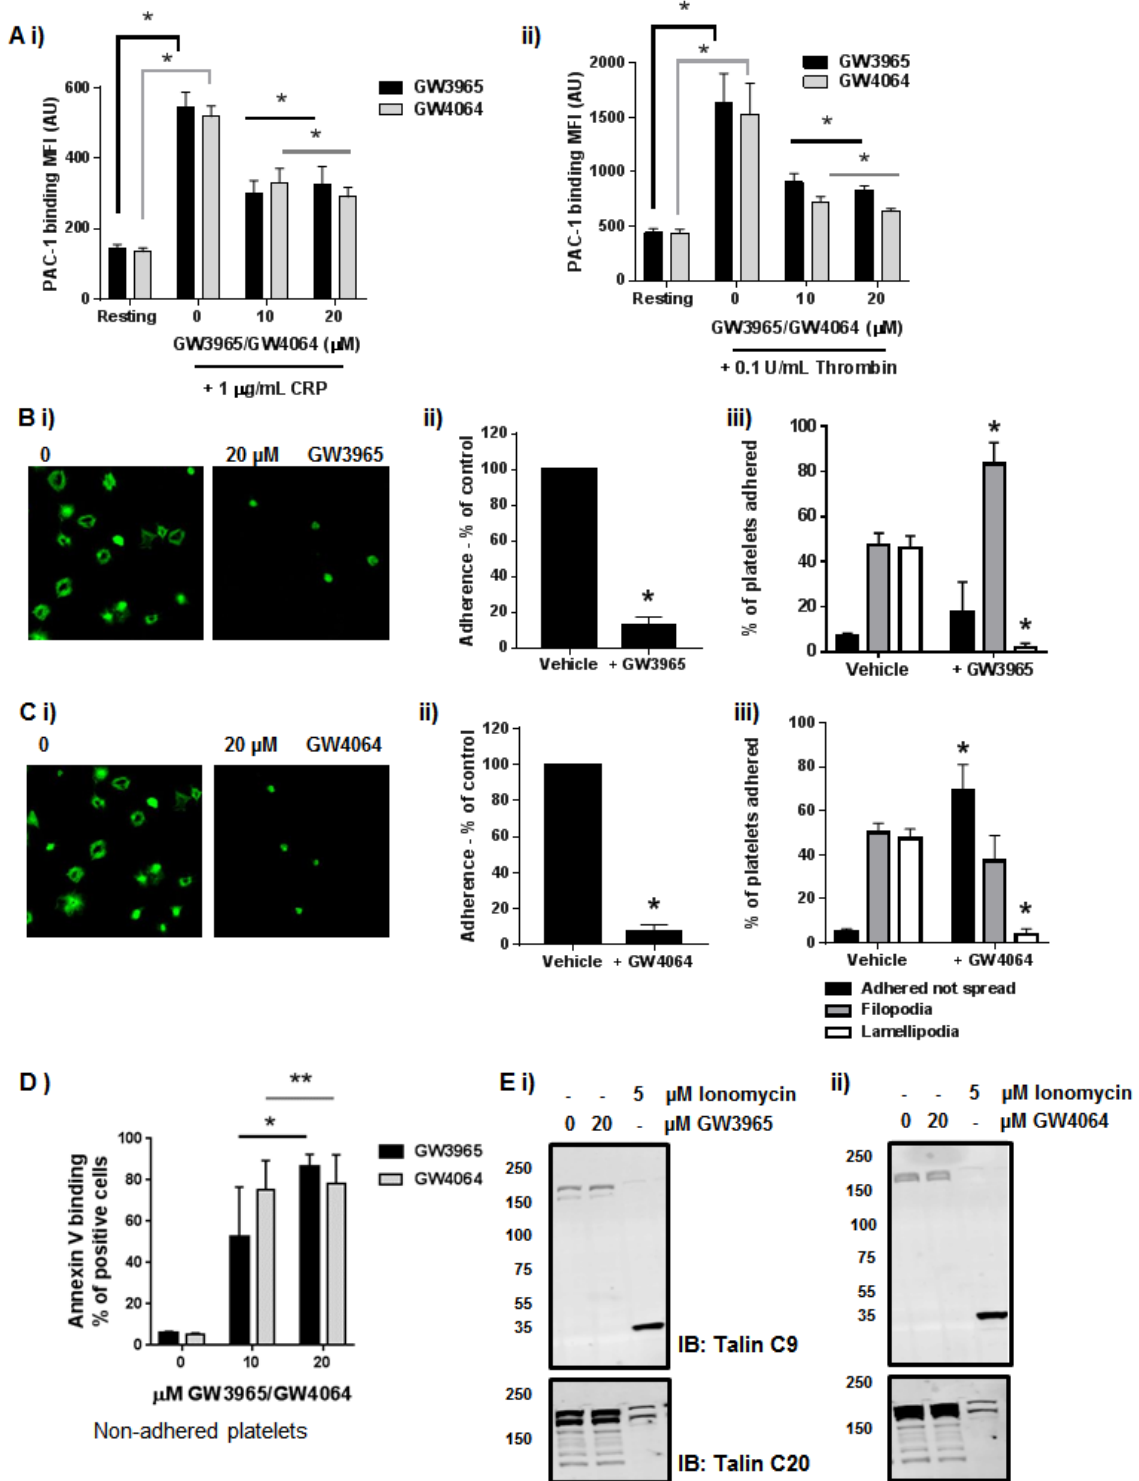 A i)
*
*
*
*
GW3965
GW4064
PAC-1 binding MFI (AU)
600
400
200
0
Resting 0 10 20
GW3965/GW4064 (µM)
+ 1 µg/mL CRP
ii)
*
*
*
*
GW3965
GW4064
PAC-1 binding MFI (AU)
2000
1500
1000
500
0
Resting 0 10 20
GW3965/GW4064 (µM)
+ 0.1 U/mL Thrombin
B i)
0
20 µM GW3965
ii)
Adherence - % of control
120
100
80
60
40
20
0
*
Vehicle + GW3965
iii)
% of platelets adhered
100
80
60
40
20
0
*
*
Vehicle + GW3965
C i)
0
20 µM GW4064
ii)
Adherence - % of control
120
100
80
60
40
20
0
*
Vehicle + GW4064
iii)
% of platelets adhered
100
80
60
40
20
0
*
*
Vehicle + GW4064
Adhered not spread
Filopodia
Lamellipodia
D )
**
*
GW3965
GW4064
Annexin V binding
% of positive cells
100
80
60
40
20
0
0 10 20
µM GW3965/GW4064
Non-adhered platelets
E i)
- - 5 µM Ionomycin
0 20 - µM GW3965
250
150
100
75
55
35
IB: Talin C9
250
150
IB: Talin C20
ii)
- - 5 µM Ionomycin
0 20 - µM GW4064
250
150
100
75
55
35
250
150